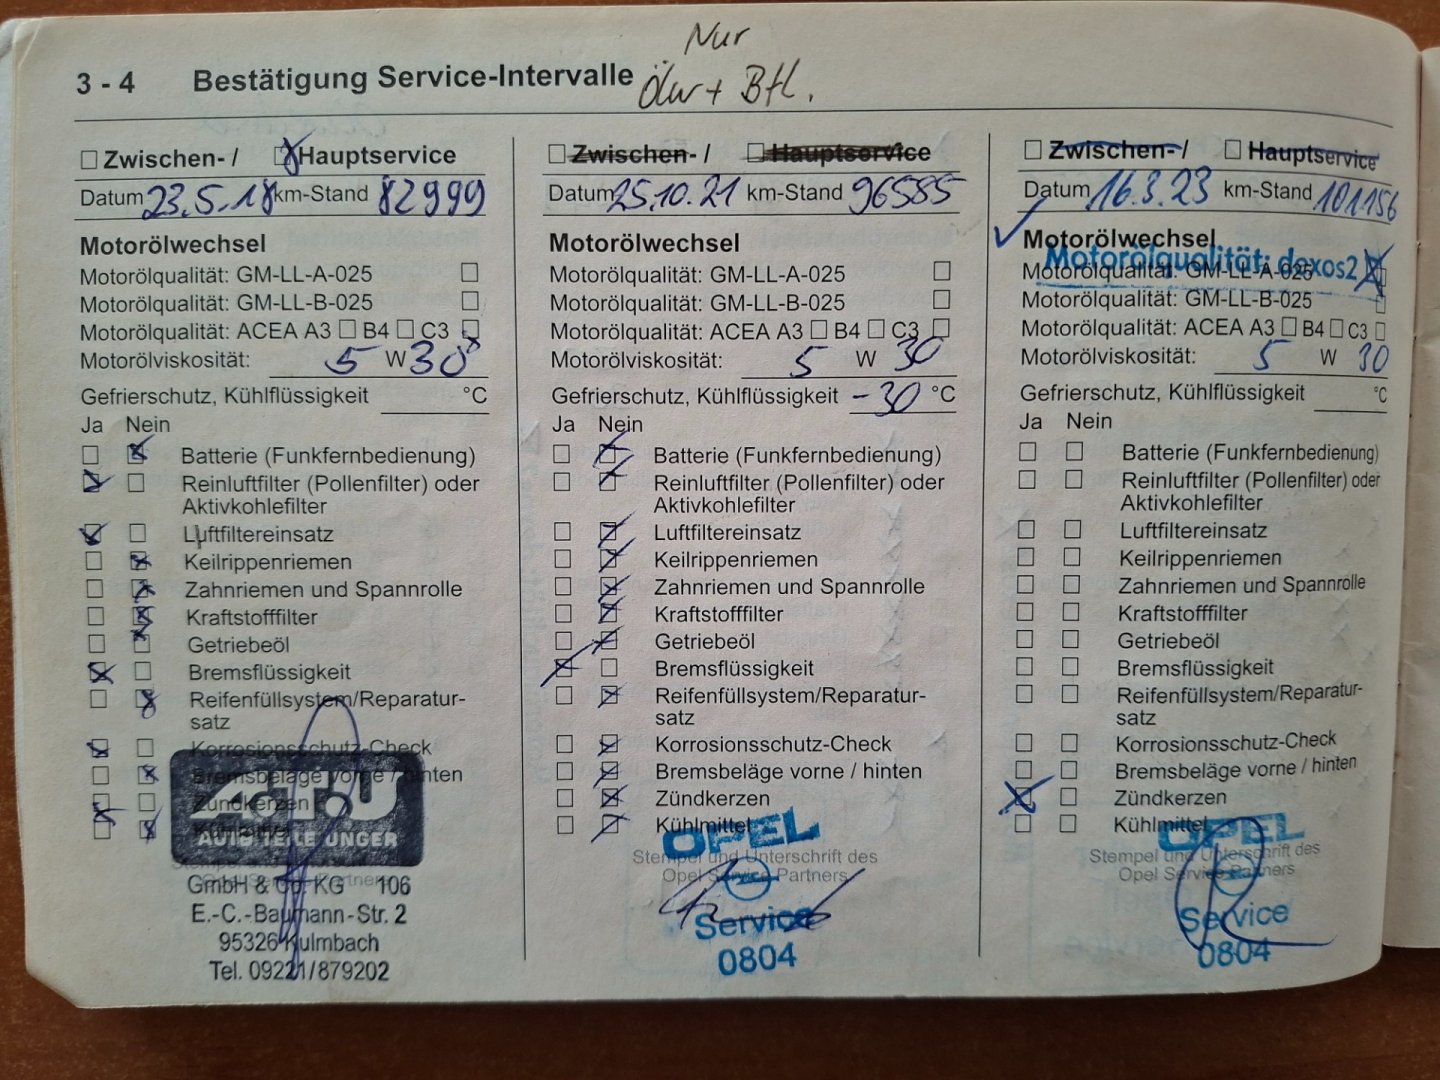 Nur
3 - 4 Bestätigung Service-Intervalle Ölw + Bfl.
Zwischen- / Hauptservice
Datum 23.5.18 km-Stand 82999
Motorölwechsel
Motorölqualität: GM-LL-A-025
Motorölqualität: GM-LL-B-025
Motorölqualität: ACEA A3 B4 C3
Motorölviskosität: 5 W 30
Gefrierschutz, Kühlflüssigkeit °C
Ja Nein
Batterie (Funkfernbedienung)
Reinluftfilter (Pollenfilter) oder
Aktivkohlefilter
Luftfiltereinsatz
Keilrippenriemen
Zahnriemen und Spannrolle
Kraftstofffilter
Getriebeöl
Bremsflüssigkeit
Reifenfüllsystem/Reparatur-
satz
Korrosionsschutz-Check
Bremsbeläge vorne / hinten
Zündkerzen
Kühlmittel
A.T.U
AUTO TEILE UNGER
GmbH & Co. KG 106
E.-C.-Baumann-Str. 2
95326 Kulmbach
Tel. 09221/879202
Zwischen- / Hauptservice
Datum 25.10.21 km-Stand 96585
Motorölwechsel
Motorölqualität: GM-LL-A-025
Motorölqualität: GM-LL-B-025
Motorölqualität: ACEA A3 B4 C3
Motorölviskosität: 5 W 30
Gefrierschutz, Kühlflüssigkeit -30 °C
Ja Nein
Batterie (Funkfernbedienung)
Reinluftfilter (Pollenfilter) oder
Aktivkohlefilter
Luftfiltereinsatz
Keilrippenriemen
Zahnriemen und Spannrolle
Kraftstofffilter
Getriebeöl
Bremsflüssigkeit
Reifenfüllsystem/Reparatur-
satz
Korrosionsschutz-Check
Bremsbeläge vorne / hinten
Zündkerzen
Kühlmittel
OPEL
Stempel und Unterschrift des
Opel Service Partners
Service
0804
Zwischen- / Hauptservice
Datum 16.3.23 km-Stand 101156
Motorölwechsel
Motorölqualität: dexos2
Motorölqualität: GM-LL-A-025
Motorölqualität: GM-LL-B-025
Motorölqualität: ACEA A3 B4 C3
Motorölviskosität: 5 W 30
Gefrierschutz, Kühlflüssigkeit °C
Ja Nein
Batterie (Funkfernbedienung)
Reinluftfilter (Pollenfilter) oder
Aktivkohlefilter
Luftfiltereinsatz
Keilrippenriemen
Zahnriemen und Spannrolle
Kraftstofffilter
Getriebeöl
Bremsflüssigkeit
Reifenfüllsystem/Reparatur-
satz
Korrosionsschutz-Check
Bremsbeläge vorne / hinten
Zündkerzen
Kühlmittel
OPEL
Stempel und Unterschrift des
Opel Service Partners
Service
0804